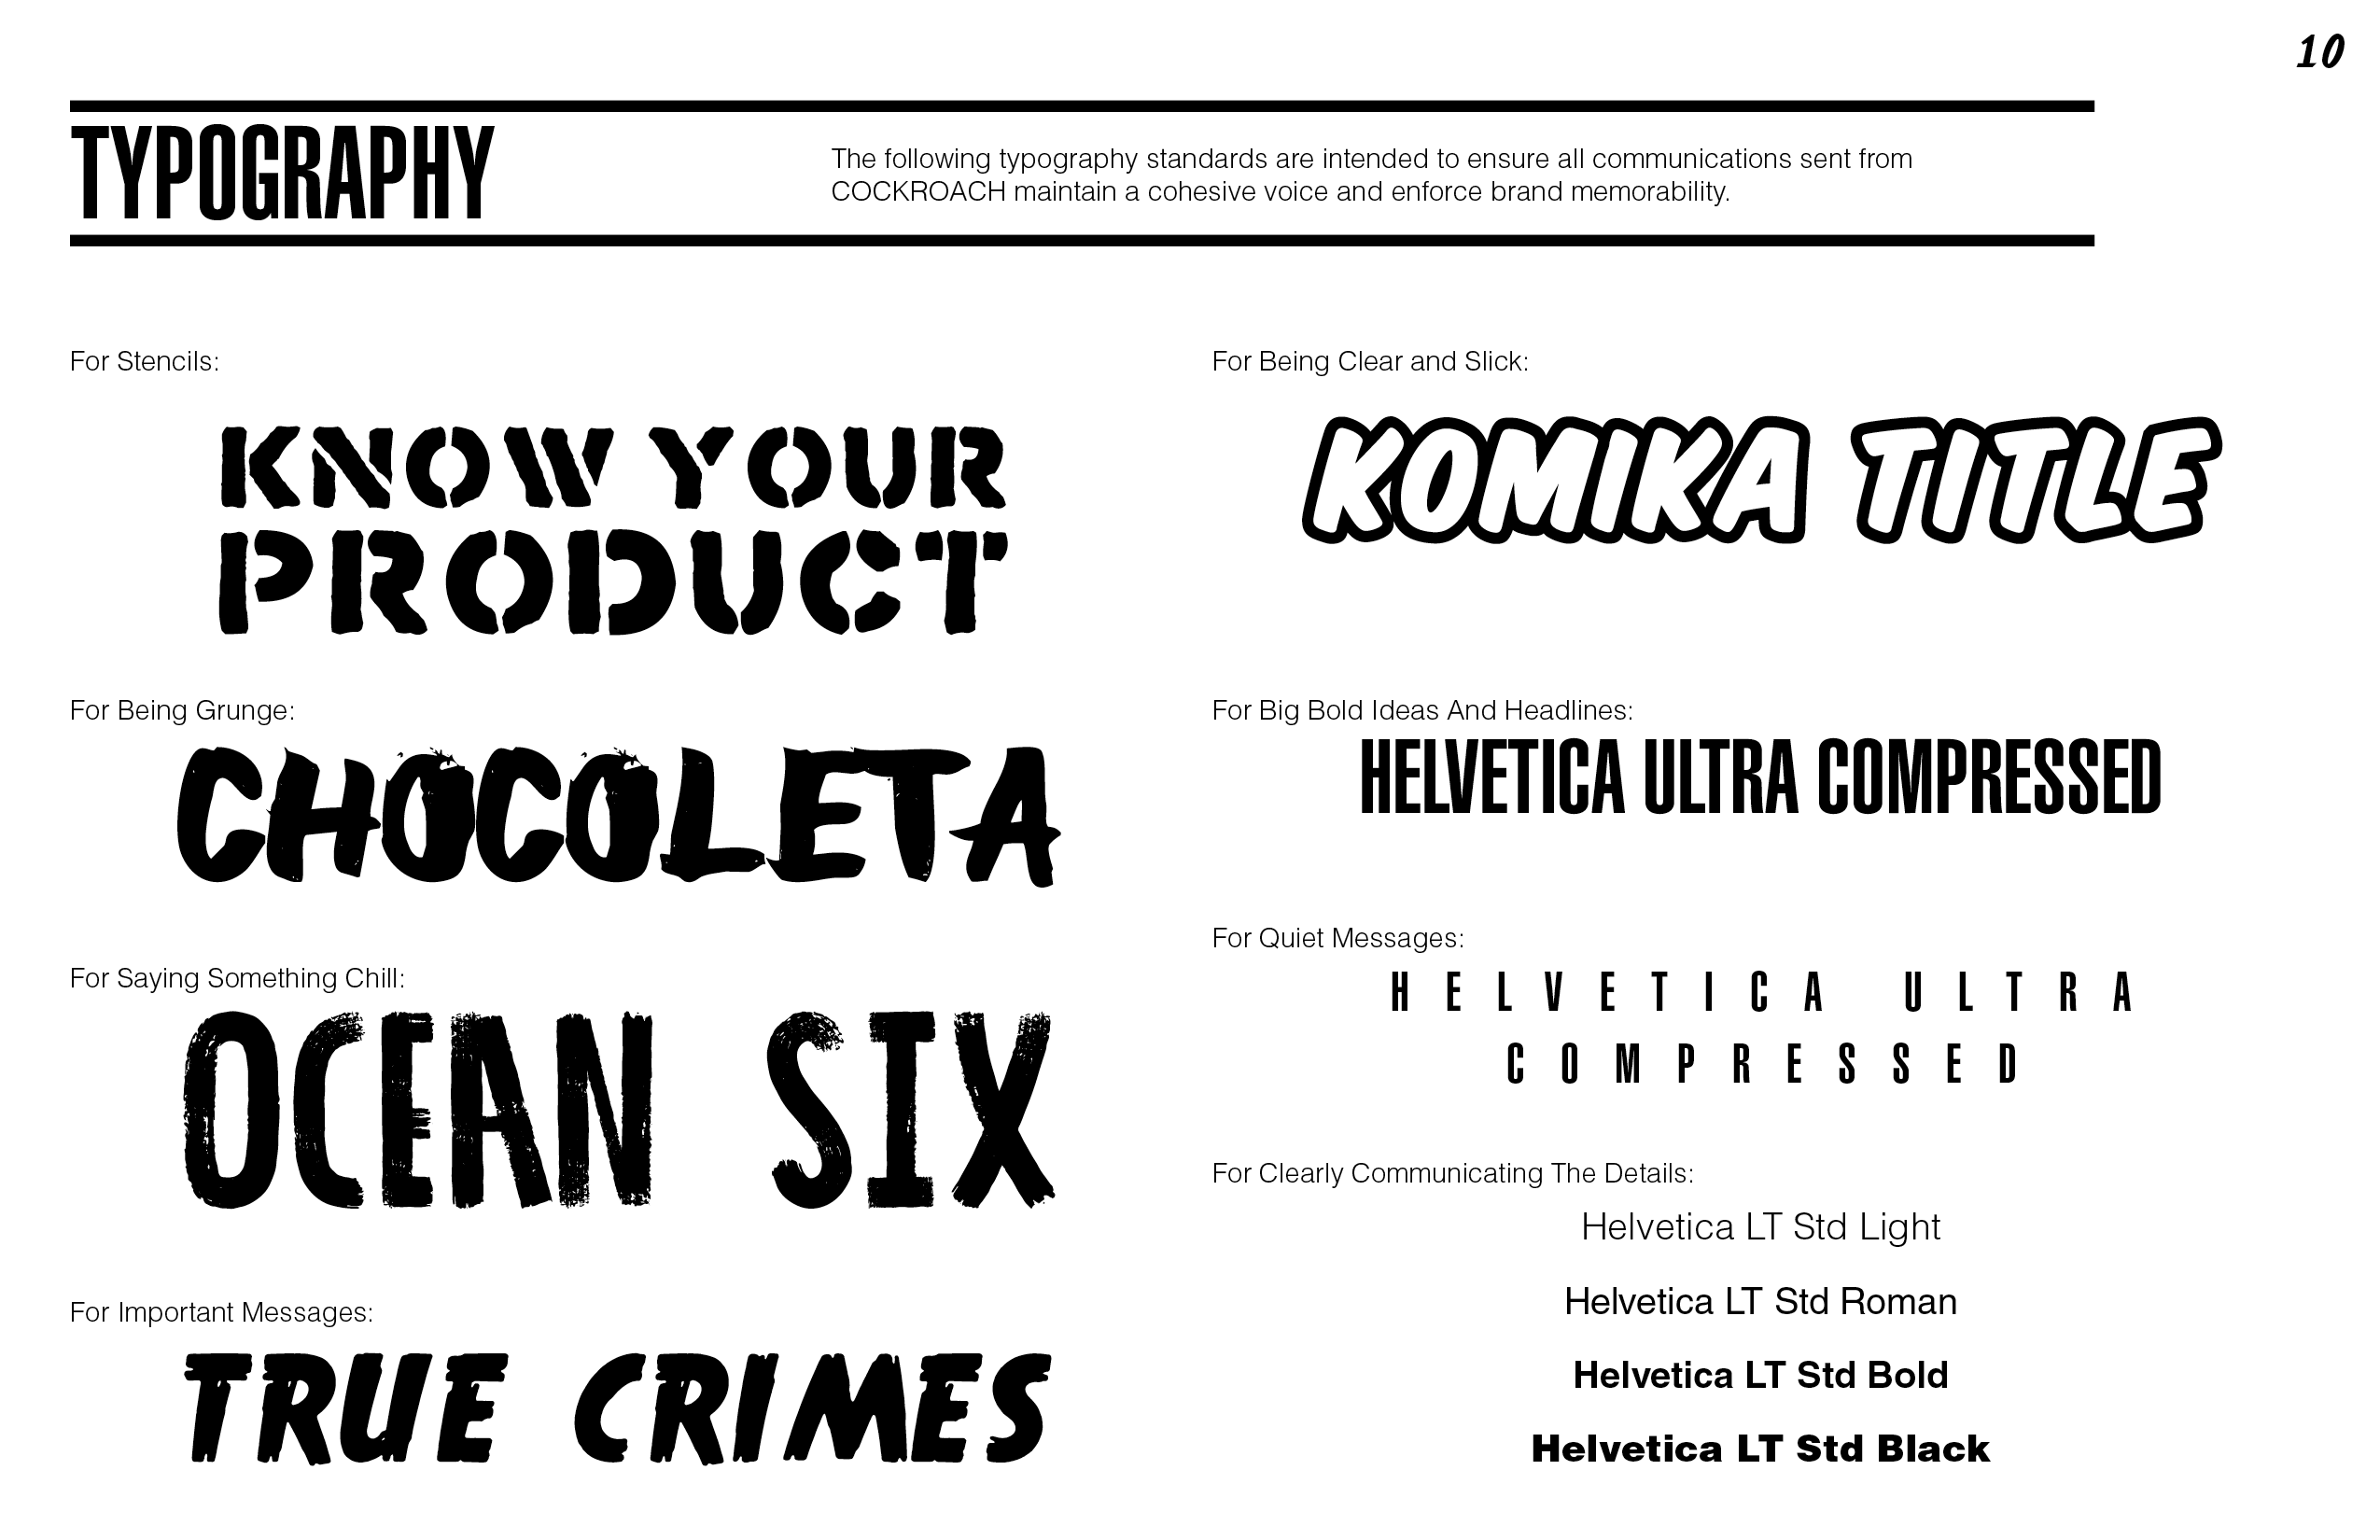 10
TYPOGRAPHY
The following typography standards are intended to ensure all communications sent from
COCKROACH maintain a cohesive voice and enforce brand memorability.
For Stencils:
KNOW YOUR
PRODUCT
For Being Grunge:
CHOCOLETA
For Saying Something Chill:
OCEAN SIX
For Important Messages:
TRUE CRIMES
For Being Clear and Slick:
KOMIKA TITLE
For Big Bold Ideas And Headlines:
HELVETICA ULTRA COMPRESSED
For Quiet Messages:
HELVETICA ULTRA
COMPRESSED
For Clearly Communicating The Details:
Helvetica LT Std Light
Helvetica LT Std Roman
Helvetica LT Std Bold
Helvetica LT Std Black